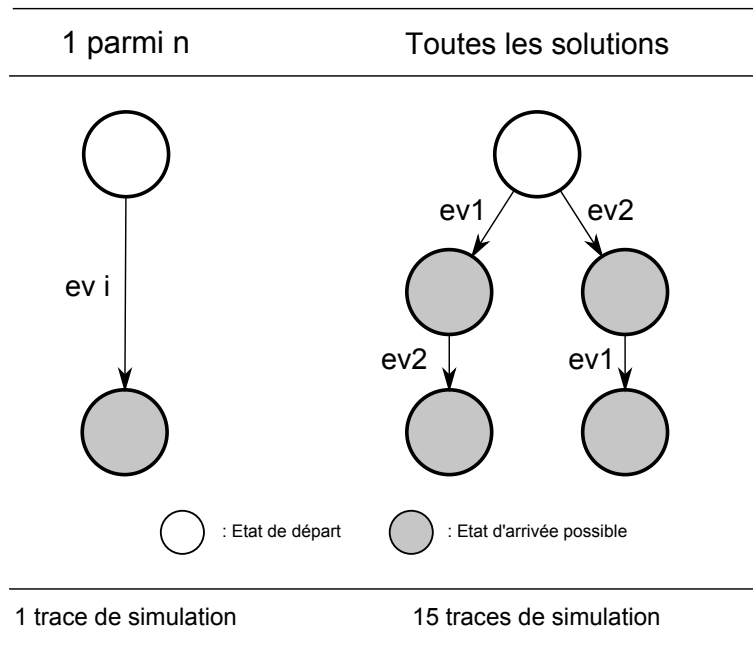 1 parmi n
Toutes les solutions
ev1
ev2
ev i
ev2
ev1
: Etat de départ
: Etat d'arrivée possible
1 trace de simulation
15 traces de simulation